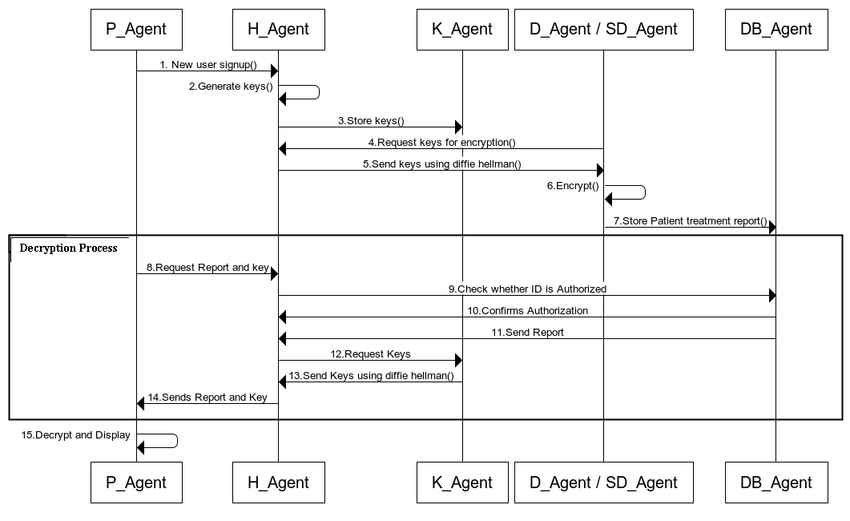 P_Agent
H_Agent
K_Agent
D_Agent / SD_Agent
DB_Agent
1. New user signup()
2.Generate keys()
3.Store keys()
4.Request keys for encryption()
5.Send keys using diffie hellman()
6.Encrypt()
7.Store Patient treatment report()
Decryption Process
8.Request Report and key
9.Check whether ID is Authorized
10.Confirms Authorization
11.Send Report
12.Request Keys
13.Send Keys using diffie hellman()
14.Sends Report and Key
15.Decrypt and Display
P_Agent
H_Agent
K_Agent
D_Agent / SD_Agent
DB_Agent